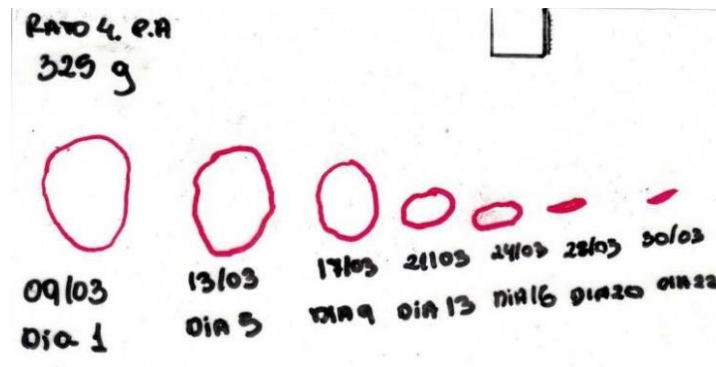 RATO 4. P.A
325 g
09/03
13/03
17/03
21/03
24/03
28/03
30/03
Dia 1
DIA 5
DIA 9
DIA 13
DIA 16
DIA 20
DIA 22